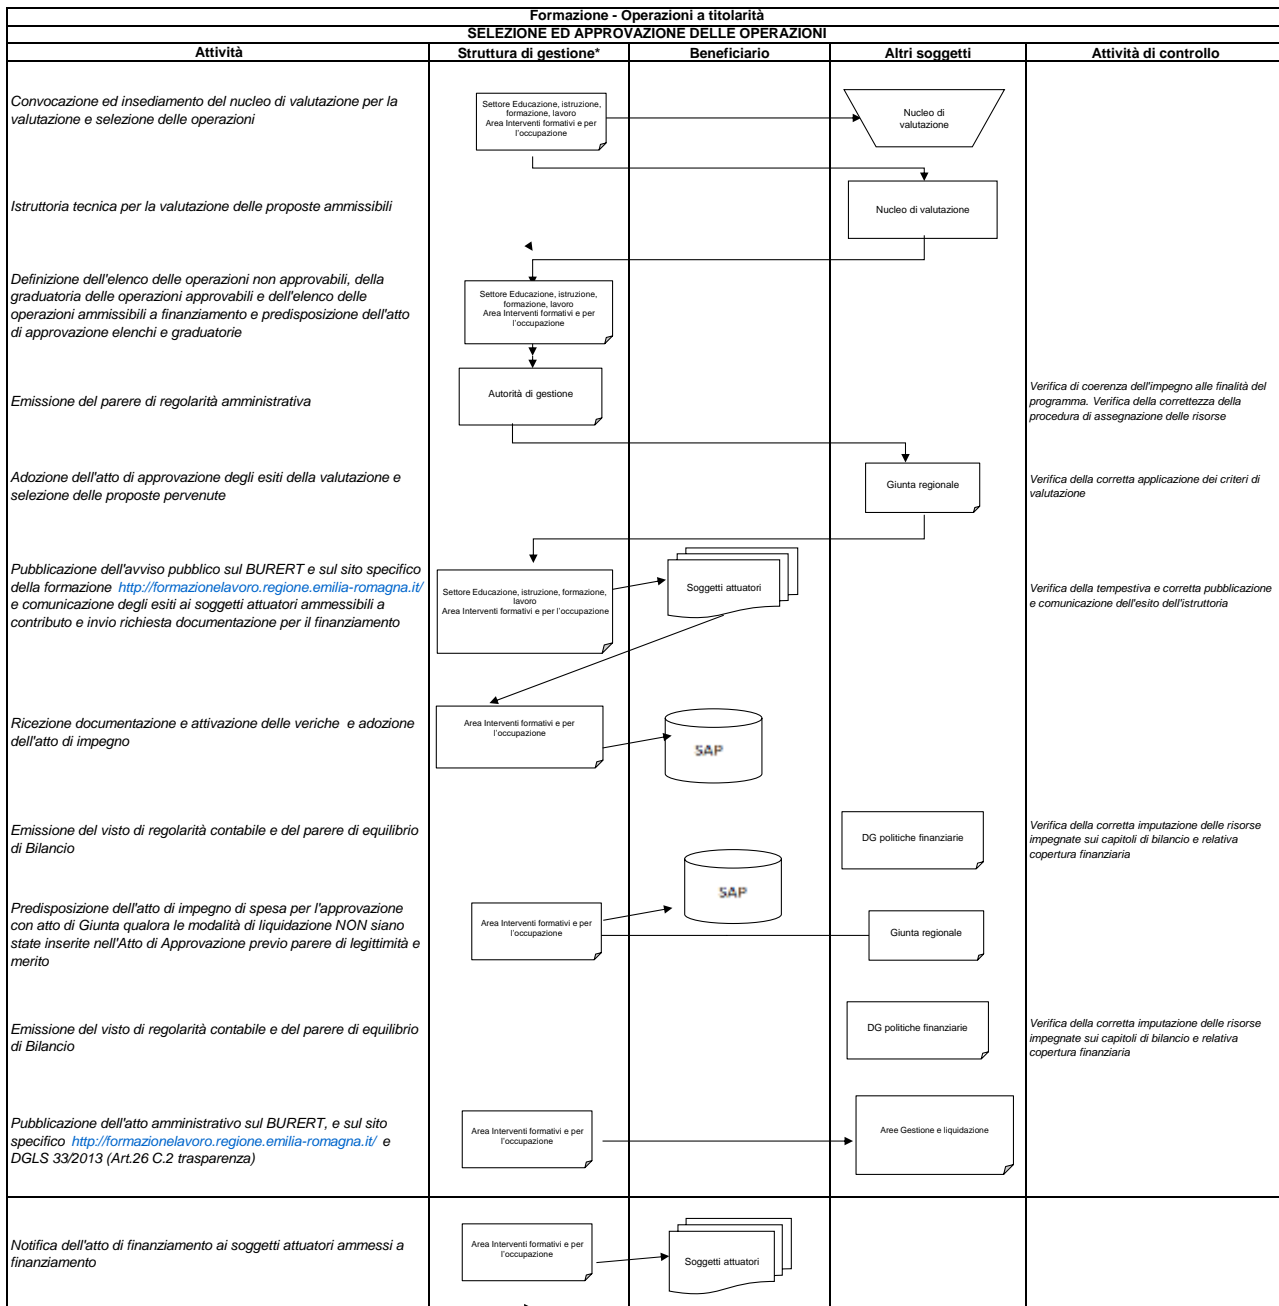 Formazione - Operazioni a titolarità
SELEZIONE ED APPROVAZIONE DELLE OPERAZIONI
Attività
Struttura di gestione*
Beneficiario
Altri soggetti
Attività di controllo
Convocazione ed insediamento del nucleo di valutazione per la
valutazione e selezione delle operazioni
Settore Educazione, istruzione,
formazione, lavoro
Area Interventi formativi e per
l'occupazione
Nucleo di
valutazione
Istruttoria tecnica per la valutazione delle proposte ammissibili
Nucleo di valutazione
Definizione dell'elenco delle operazioni non approvabili, della
graduatoria delle operazioni approvabili e dell'elenco delle
operazioni ammissibili a finanziamento e predisposizione dell'atto
di approvazione elenchi e graduatorie
Settore Educazione, istruzione,
formazione, lavoro
Area Interventi formativi e per
l'occupazione
Emissione del parere di regolarità amministrativa
Autorità di gestione
Verifica di coerenza dell'impegno alle finalità del
programma. Verifica della correttezza della
procedura di assegnazione delle risorse
Adozione dell'atto di approvazione degli esiti della valutazione e
selezione delle proposte pervenute
Giunta regionale
Verifica della corretta applicazione dei criteri di
valutazione
Pubblicazione dell'avviso pubblico sul BURERT e sul sito specifico
della formazione http://formazionelavoro.regione.emilia-romagna.it/
e comunicazione degli esiti ai soggetti attuatori ammessibili a
contributo e invio richiesta documentazione per il finanziamento
Settore Educazione, istruzione, formazione,
lavoro
Area Interventi formativi e per l'occupazione
Soggetti attuatori
Verifica della tempestiva e corretta pubblicazione
e comunicazione dell'esito dell'istruttoria
Ricezione documentazione e attivazione delle veriche e adozione
dell'atto di impegno
Area Interventi formativi e per
l'occupazione
SAP
Emissione del visto di regolarità contabile e del parere di equilibrio
di Bilancio
DG politiche finanziarie
Verifica della corretta imputazione delle risorse
impegnate sui capitoli di bilancio e relativa
copertura finanziaria
Predisposizione dell'atto di impegno di spesa per l'approvazione
con atto di Giunta qualora le modalità di liquidazione NON siano
state inserite nell'Atto di Approvazione previo parere di legittimità e
merito
Area Interventi formativi e per
l'occupazione
SAP
Giunta regionale
Emissione del visto di regolarità contabile e del parere di equilibrio
di Bilancio
DG politiche finanziarie
Verifica della corretta imputazione delle risorse
impegnate sui capitoli di bilancio e relativa
copertura finanziaria
Pubblicazione dell'atto amministrativo sul BURERT, e sul sito
specifico http://formazionelavoro.regione.emilia-romagna.it/ e
DGLS 33/2013 (Art.26 C.2 trasparenza)
Area Interventi formativi e per
l'occupazione
Aree Gestione e liquidazione
Notifica dell'atto di finanziamento ai soggetti attuatori ammessi a
finanziamento
Area Interventi formativi e per
l'occupazione
Soggetti attuatori